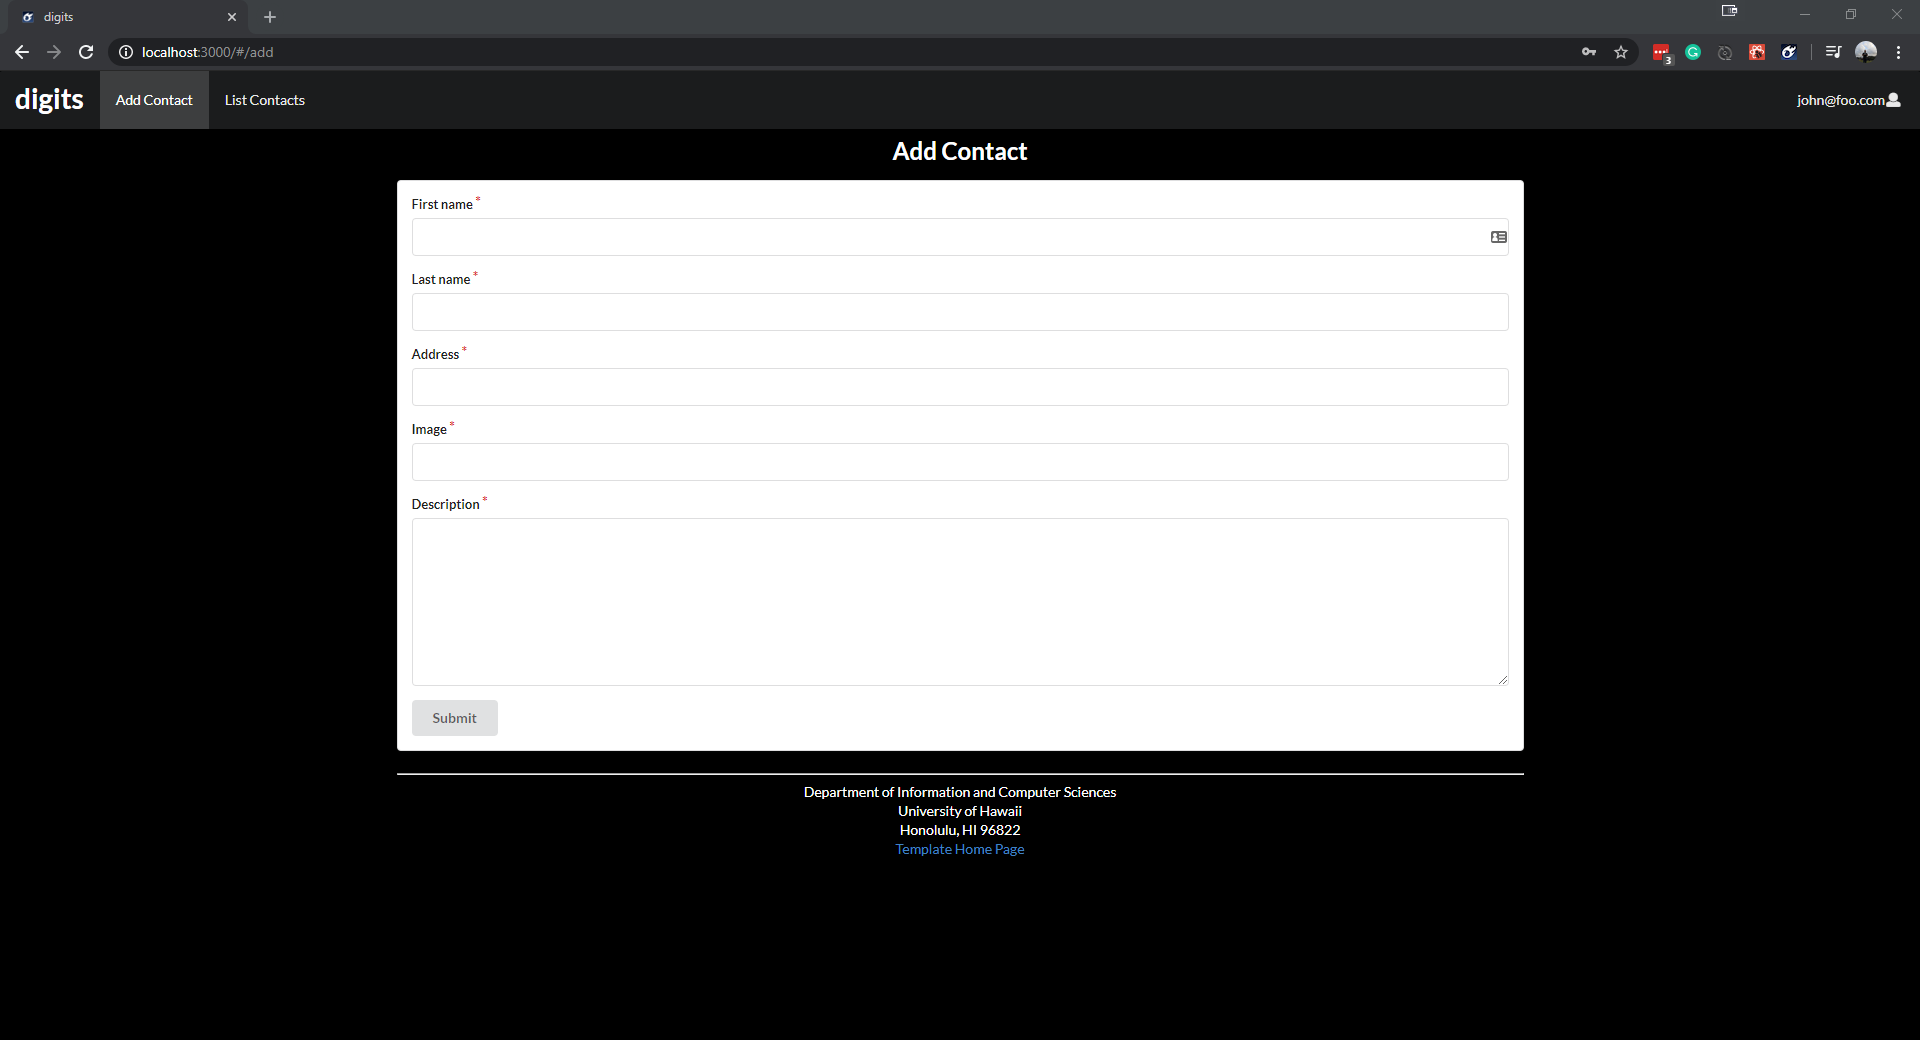 digits
localhost:3000/#/add
3
digits
Add Contact
List Contacts
john@foo.com
Add Contact
First name *
Last name *
Address *
Image *
Description *
Submit
Department of Information and Computer Sciences
University of Hawaii
Honolulu, HI 96822
Template Home Page